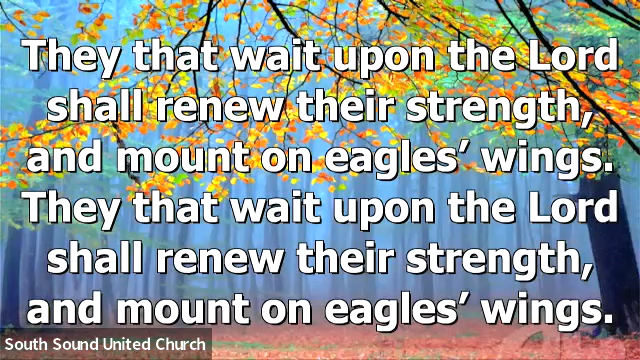 They that wait upon the Lord
shall renew their strength,
and mount on eagles’ wings.
They that wait upon the Lord
shall renew their strength,
and mount on eagles’ wings.
South Sound United Church